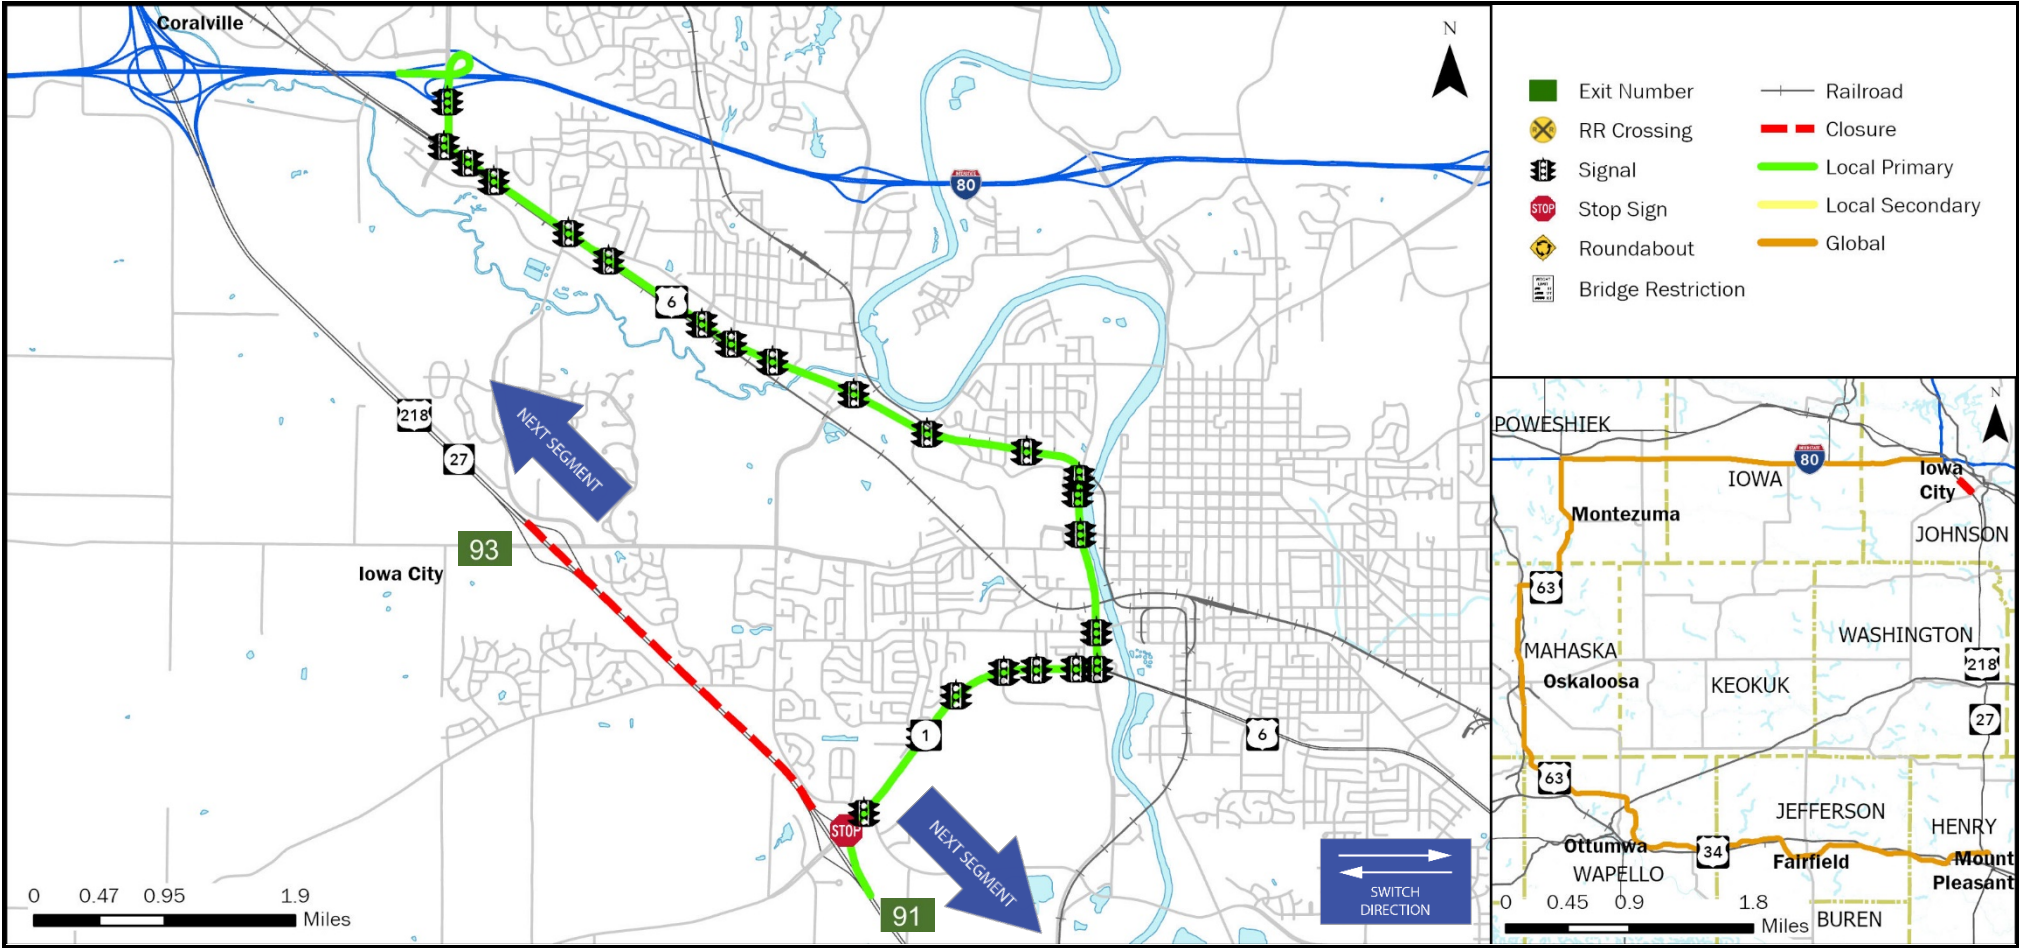 Coralville
N
INTERSTATE
80
6
218
27
NEXT SEGMENT
93
Iowa City
1
6
STOP
NEXT SEGMENT
91
0 0.47 0.95 1.9
Miles
SWITCH
DIRECTION
Exit Number
RR Crossing
Signal
STOP
Stop Sign
Roundabout
Bridge Restriction
Railroad
Closure
Local Primary
Local Secondary
Global
N
POWESHIEK
80
IOWA
Iowa
City
Montezuma
JOHNSON
63
MAHASKA
WASHINGTON
218
Oskaloosa
KEOKUK
27
63
JEFFERSON
HENRY
Ottumwa
34
Fairfield
Mount
Pleasant
WAPELLO
0 0.45 0.9 1.8
Miles
BUREN